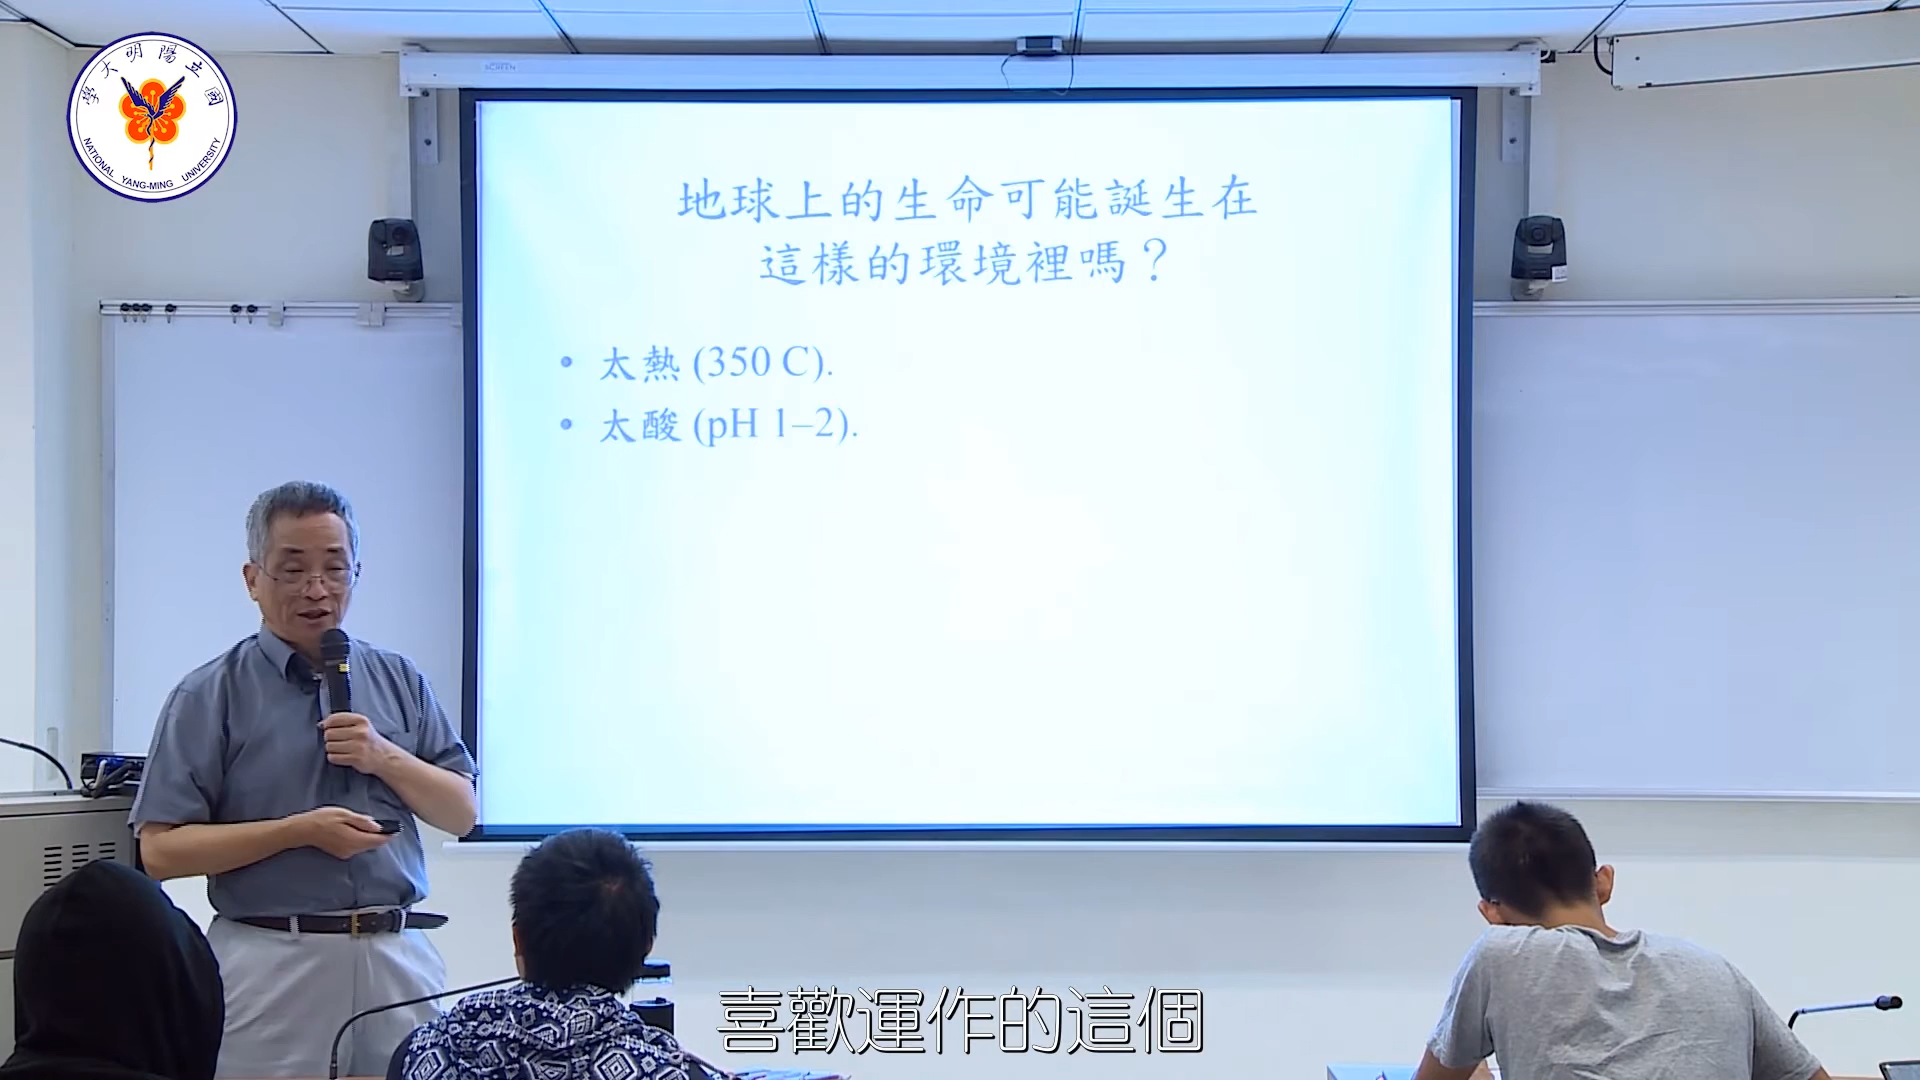 國立陽明大學
NATIONAL YANG-MING UNIVERSITY
SCREEN
地球上的生命可能誕生在
這樣的環境裡嗎？
• 太熱 (350 C).
• 太酸 (pH 1–2).
喜歡運作的這個